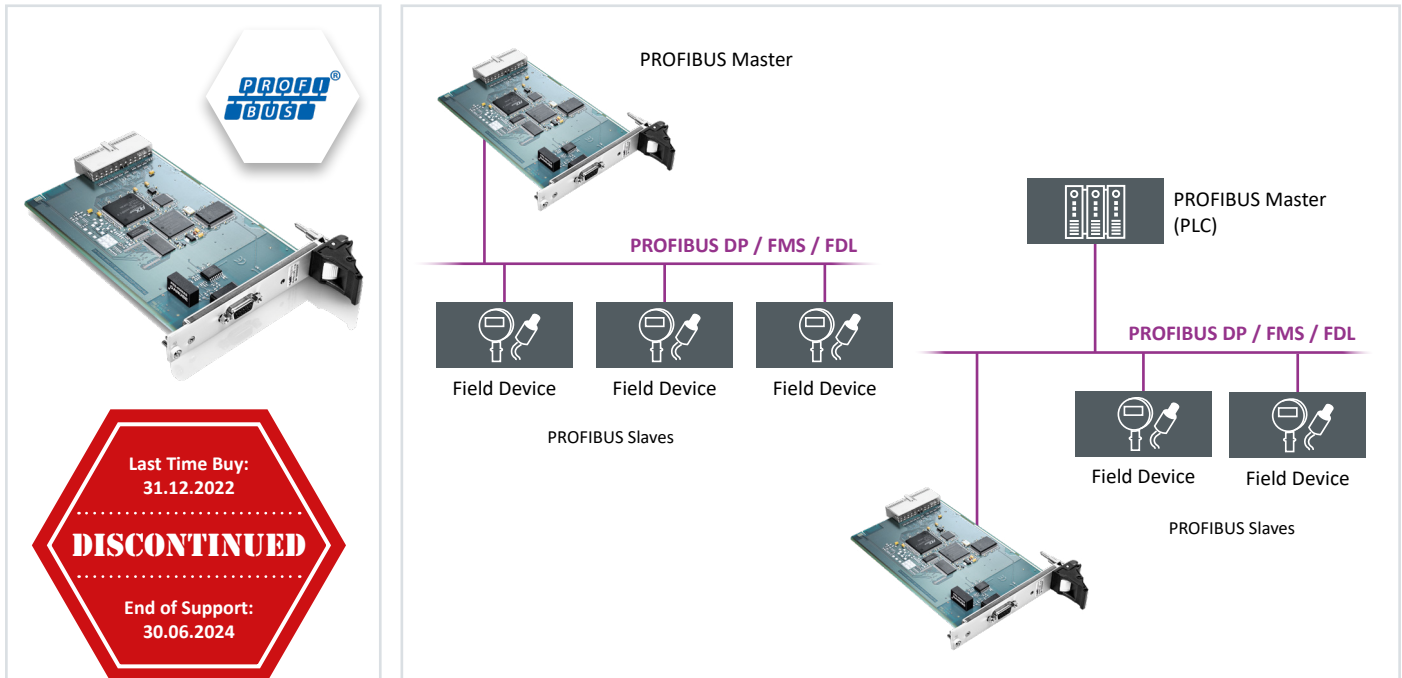 PROFI®
BUS
Last Time Buy:
31.12.2022
DISCONTINUED
End of Support:
30.06.2024
PROFIBUS Master
PROFIBUS DP / FMS / FDL
Field Device
Field Device
Field Device
PROFIBUS Slaves
PROFIBUS Master
(PLC)
PROFIBUS DP / FMS / FDL
Field Device
Field Device
PROFIBUS Slaves